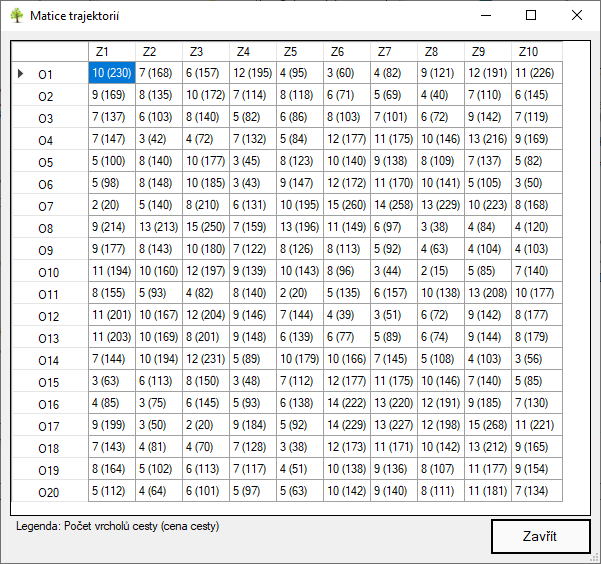 Matice trajektorií
Z1 Z2 Z3 Z4 Z5 Z6 Z7 Z8 Z9 Z10
O1 10 (230) 7 (168) 6 (157) 12 (195) 4 (95) 3 (60) 4 (82) 9 (121) 12 (191) 11 (226)
O2 9 (169) 8 (135) 10 (172) 7 (114) 8 (118) 6 (71) 5 (69) 4 (40) 7 (110) 6 (145)
O3 7 (137) 6 (103) 8 (140) 5 (82) 6 (86) 8 (103) 7 (101) 6 (72) 9 (142) 7 (119)
O4 7 (147) 3 (42) 4 (72) 7 (132) 5 (84) 12 (177) 11 (175) 10 (146) 13 (216) 9 (169)
O5 5 (100) 8 (140) 10 (177) 3 (45) 8 (123) 10 (140) 9 (138) 8 (109) 7 (137) 5 (82)
O6 5 (98) 8 (148) 10 (185) 3 (43) 9 (147) 12 (172) 11 (170) 10 (141) 5 (105) 3 (50)
O7 2 (20) 5 (140) 8 (210) 6 (131) 10 (195) 15 (260) 14 (258) 13 (229) 10 (223) 8 (168)
O8 9 (214) 13 (213) 15 (250) 7 (159) 13 (196) 11 (149) 6 (97) 3 (38) 4 (84) 4 (120)
O9 9 (177) 8 (143) 10 (180) 7 (122) 8 (126) 8 (113) 5 (92) 4 (63) 4 (104) 4 (103)
O10 11 (194) 10 (160) 12 (197) 9 (139) 10 (143) 8 (96) 3 (44) 2 (15) 5 (85) 7 (140)
O11 8 (155) 5 (93) 4 (82) 8 (140) 2 (20) 5 (135) 6 (157) 10 (138) 13 (208) 10 (177)
O12 11 (201) 10 (167) 12 (204) 9 (146) 7 (144) 4 (39) 3 (51) 6 (72) 9 (142) 8 (177)
O13 11 (203) 10 (169) 8 (201) 9 (148) 6 (139) 6 (77) 5 (89) 6 (74) 9 (144) 8 (179)
O14 7 (144) 10 (194) 12 (231) 5 (89) 10 (179) 10 (166) 7 (145) 5 (108) 4 (103) 3 (56)
O15 3 (63) 6 (113) 8 (150) 3 (48) 7 (112) 12 (177) 11 (175) 10 (146) 7 (140) 5 (85)
O16 4 (85) 3 (75) 6 (145) 5 (93) 6 (138) 14 (222) 13 (220) 12 (191) 9 (185) 7 (130)
O17 9 (199) 3 (50) 2 (20) 9 (184) 5 (92) 14 (229) 13 (227) 12 (198) 15 (268) 11 (221)
O18 7 (143) 4 (81) 4 (70) 7 (128) 3 (38) 12 (173) 11 (171) 10 (142) 13 (212) 9 (165)
O19 8 (164) 5 (102) 6 (113) 7 (117) 4 (51) 10 (138) 9 (136) 8 (107) 11 (177) 9 (154)
O20 5 (112) 4 (64) 6 (101) 5 (97) 5 (63) 10 (142) 9 (140) 8 (111) 11 (181) 7 (134)
Legenda: Počet vrcholů cesty (cena cesty)
Zavřít